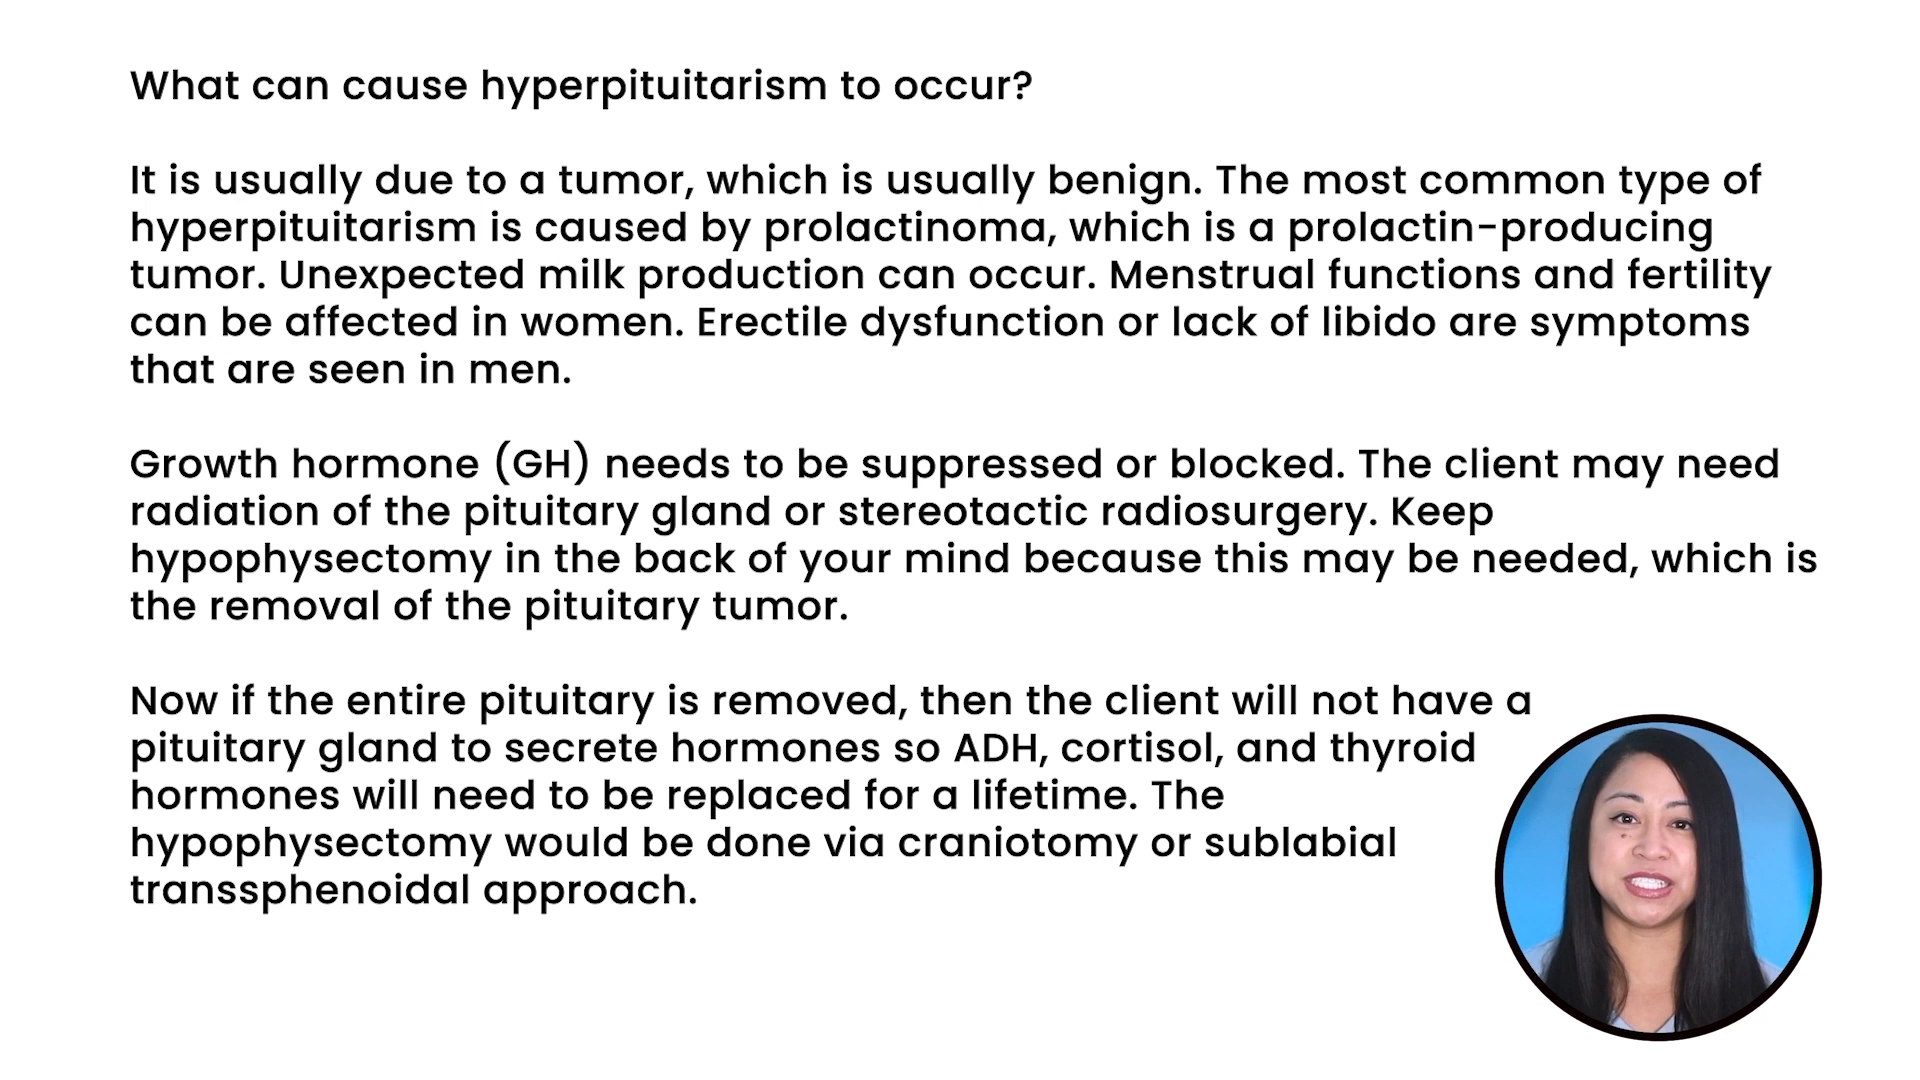 What can cause hyperpituitarism to occur?
It is usually due to a tumor, which is usually benign. The most common type of
hyperpituitarism is caused by prolactinoma, which is a prolactin-producing
tumor. Unexpected milk production can occur. Menstrual functions and fertility
can be affected in women. Erectile dysfunction or lack of libido are symptoms
that are seen in men.
Growth hormone (GH) needs to be suppressed or blocked. The client may need
radiation of the pituitary gland or stereotactic radiosurgery. Keep
hypophysectomy in the back of your mind because this may be needed, which is
the removal of the pituitary tumor.
Now if the entire pituitary is removed, then the client will not have a
pituitary gland to secrete hormones so ADH, cortisol, and thyroid
hormones will need to be replaced for a lifetime. The
hypophysectomy would be done via craniotomy or sublabial
transsphenoidal approach.